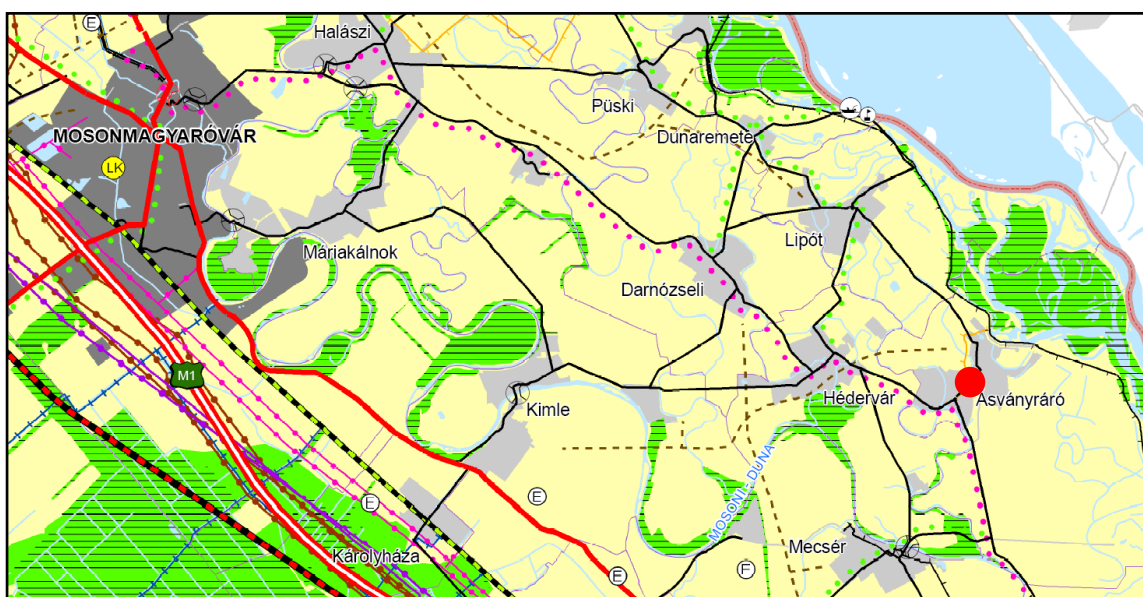 E
Halászi
Püski
MOSONMAGYARÓVÁR
Dunaremete
LK
Máriakálnok
Lipót
Darnózseli
M1
Hédervár
Ásványráró
Kimle
MOSONI - DUNA
E
E
Mecsér
Károlyháza
E
F